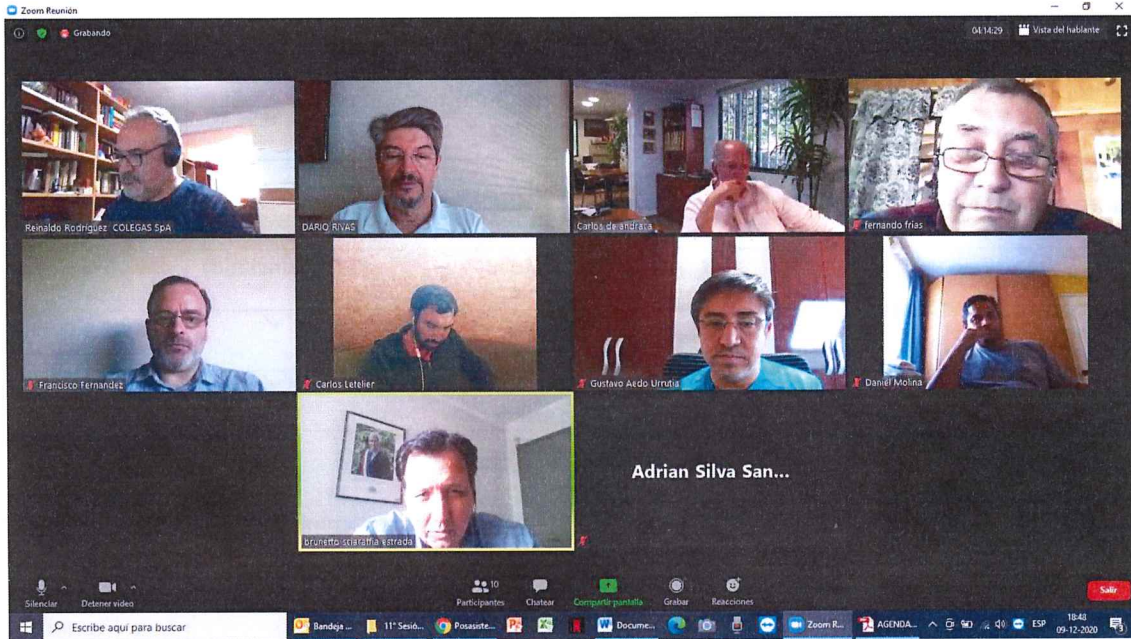 Zoom Reunión
Grabando
04:14:29
Vista del hablante
Reinaldo Rodríguez COLEGAS SpA
DARIO RIVAS
Carlos de andraca
fernando frias
Francisco Fernandez
Carlos Letelier
Gustavo Aedo Urrutia
Daniel Molina
brunetto sciaraffia estrada
Adrian Silva San...
Silenciar
Detener video
10
Participantes
Chatear
Compartir pantalla
Grabar
Reacciones
Salir
Escribe aquí para buscar
Bandeja ...
11° Sesió...
Posasiste...
Docume...
Zoom R...
AGENDA...
ESP
18:48
09-12-2020